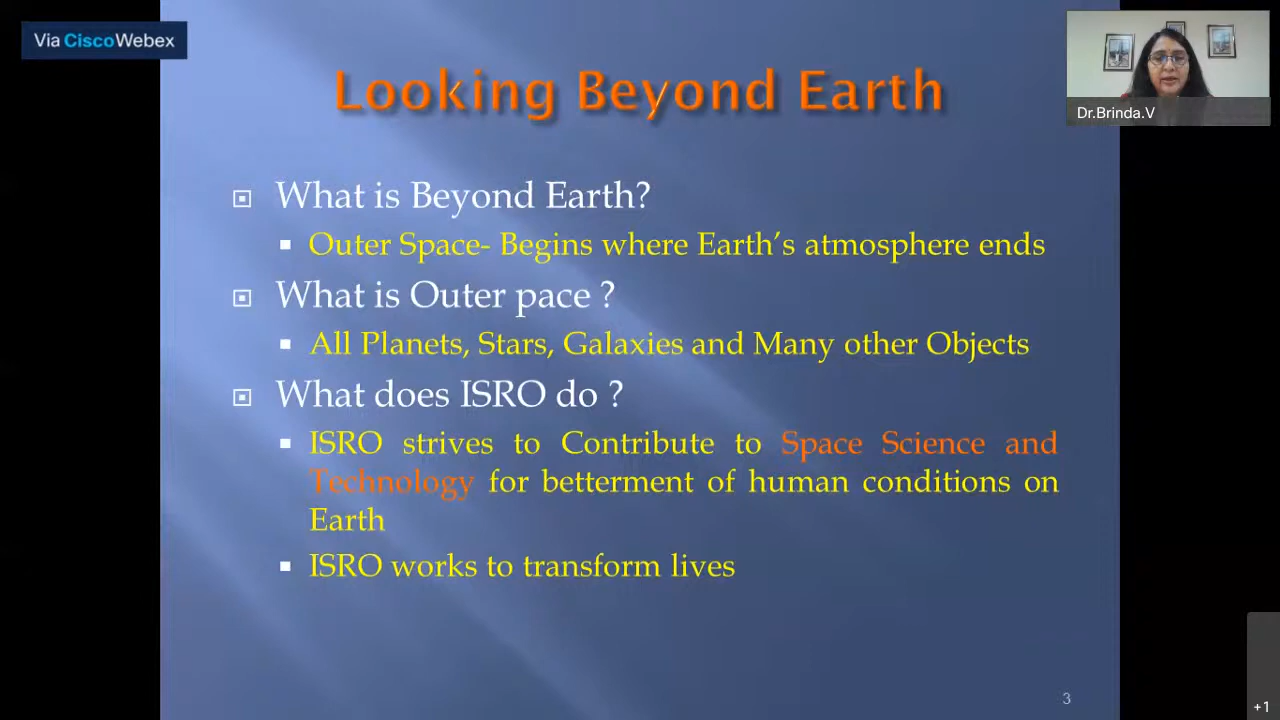 Via CiscoWebex
Looking Beyond Earth
Dr.Brinda.V
What is Beyond Earth?
Outer Space- Begins where Earth’s atmosphere ends
What is Outer pace ?
All Planets, Stars, Galaxies and Many other Objects
What does ISRO do ?
ISRO strives to Contribute to Space Science and
Technology for betterment of human conditions on
Earth
ISRO works to transform lives
3
+1